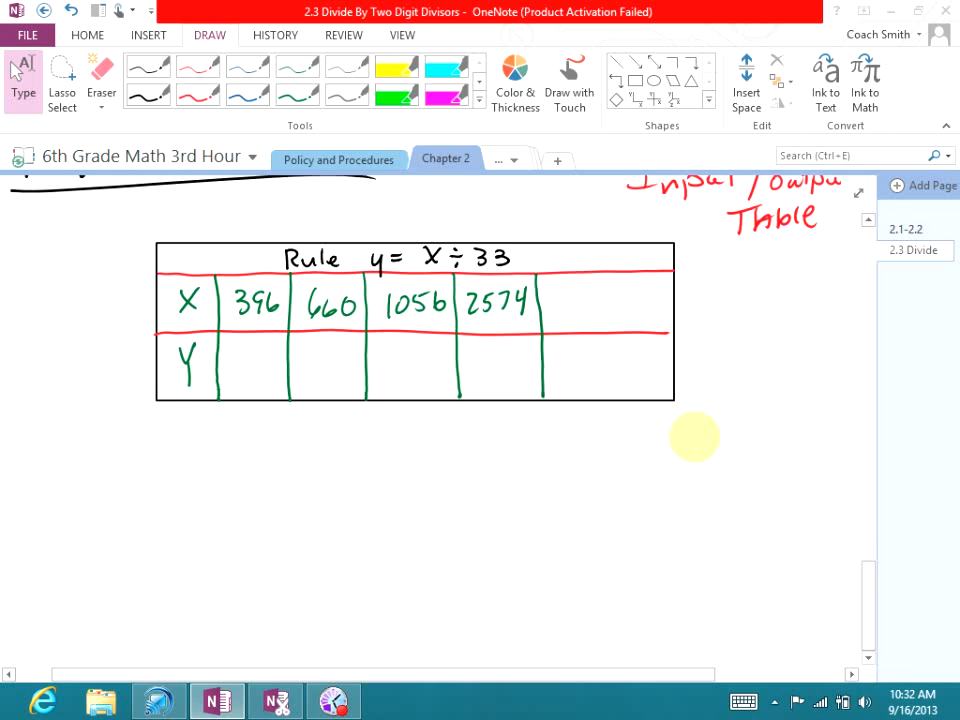 2.3 Divide By Two Digit Divisors - OneNote (Product Activation Failed)
FILE HOME INSERT DRAW HISTORY REVIEW VIEW Coach Smith
Type Lasso Select Eraser Color & Thickness Draw with Touch Insert Space Ink to Text Ink to Math
Tools Shapes Edit Convert
6th Grade Math 3rd Hour Policy and Procedures Chapter 2 ... Search (Ctrl+E)
Input / Outpu Add Page
Table
2.1-2.2
2.3 Divide
Rule y = X ÷ 33
X 396 660 1056 2574
Y
10:32 AM
9/16/2013